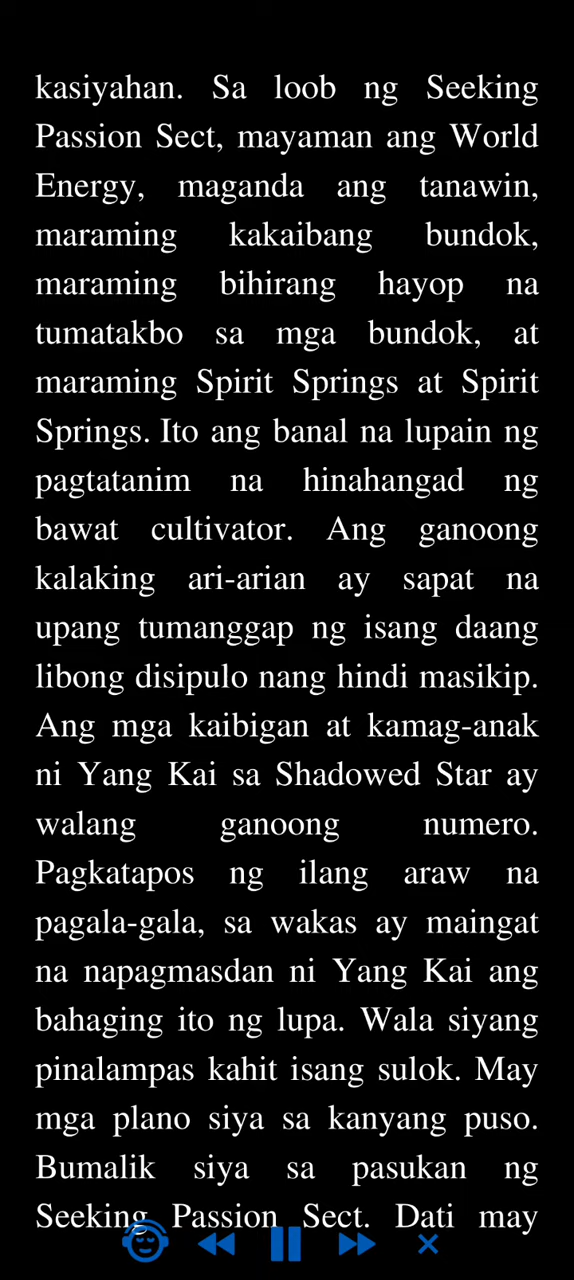 kasiyahan. Sa loob ng Seeking
Passion Sect, mayaman ang World
Energy, maganda ang tanawin,
maraming kakaibang bundok,
maraming bihirang hayop na
tumatakbo sa mga bundok, at
maraming Spirit Springs at Spirit
Springs. Ito ang banal na lupain ng
pagtatanim na hinahangad ng
bawat cultivator. Ang ganoong
kalaking ari-arian ay sapat na
upang tumanggap ng isang daang
libong disipulo nang hindi masikip.
Ang mga kaibigan at kamag-anak
ni Yang Kai sa Shadowed Star ay
walang ganoong numero.
Pagkatapos ng ilang araw na
pagala-gala, sa wakas ay maingat
na napagmasdan ni Yang Kai ang
bahaging ito ng lupa. Wala siyang
pinalampas kahit isang sulok. May
mga plano siya sa kanyang puso.
Bumalik siya sa pasukan ng
Seeking Passion Sect. Dati may